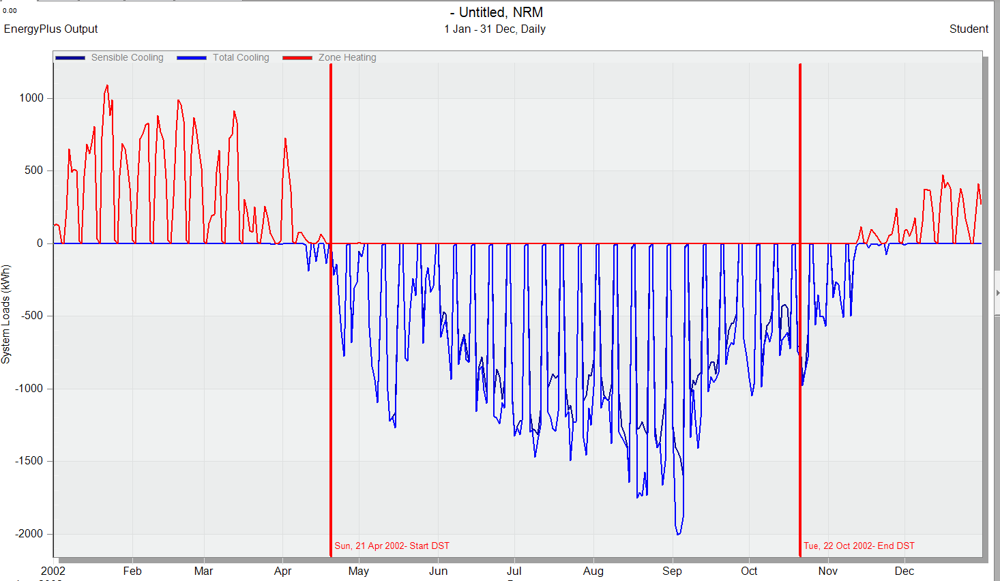 0.00
- Untitled, NRM
EnergyPlus Output
1 Jan - 31 Dec, Daily
Student
Sensible Cooling
Total Cooling
Zone Heating
1000
500
0
-500
-1000
-1500
-2000
System Loads (kWh)
Sun, 21 Apr 2002- Start DST
Tue, 22 Oct 2002- End DST
2002
Feb
Mar
Apr
May
Jun
Jul
Aug
Sep
Oct
Nov
Dec